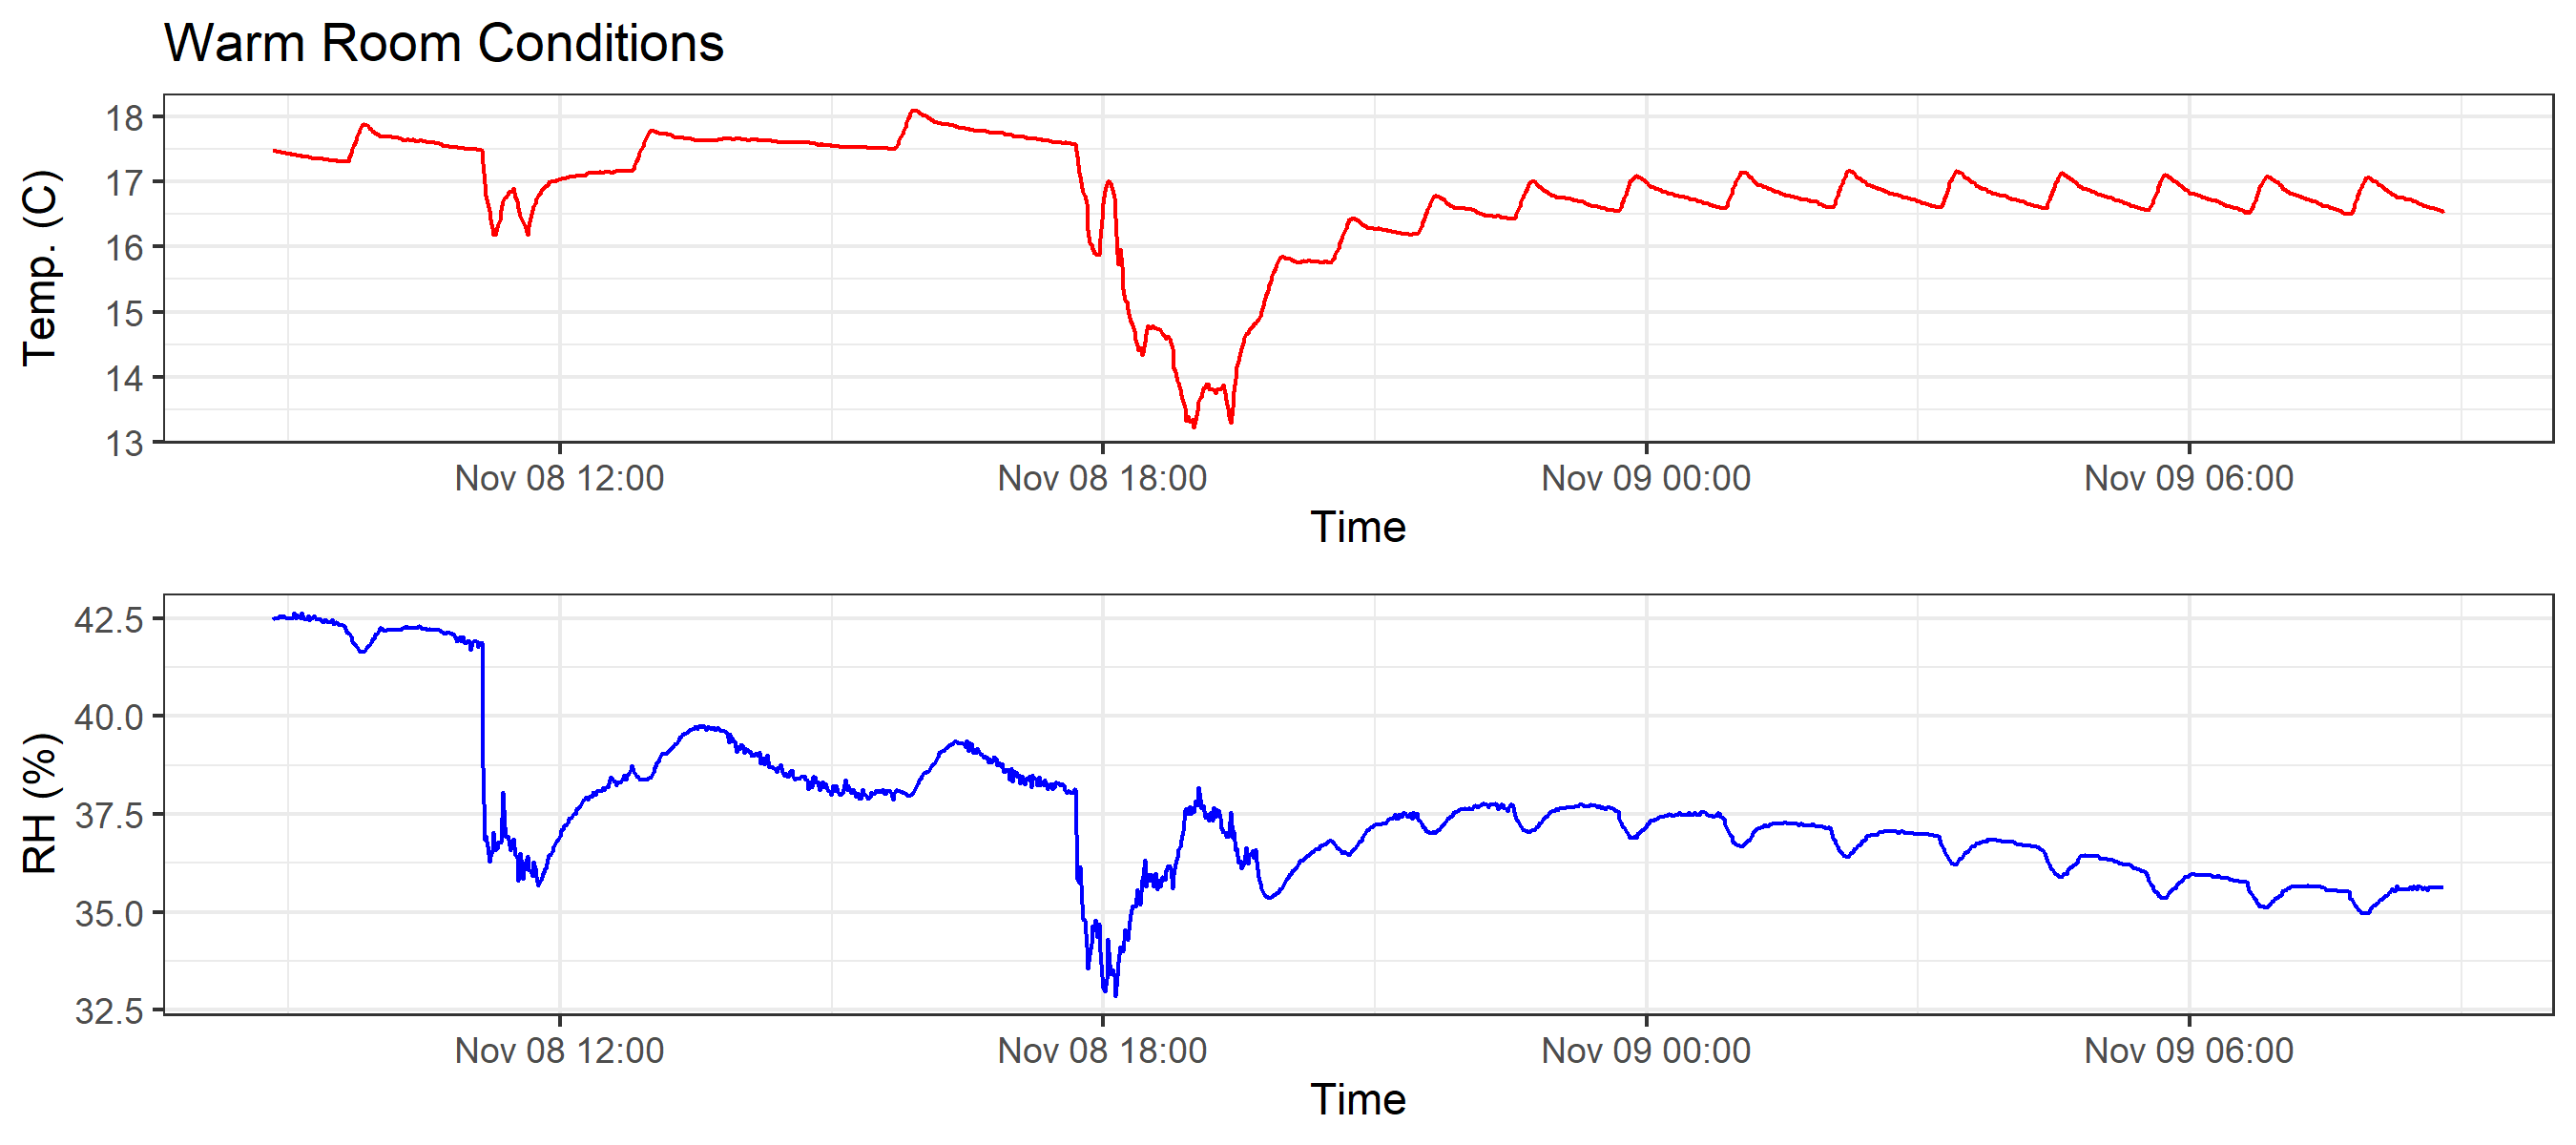 Warm Room Conditions
18
17
16
15
14
13
Temp. (C)
Nov 08 12:00 Nov 08 18:00 Nov 09 00:00 Nov 09 06:00
Time
42.5
40.0
37.5
35.0
32.5
RH (%)
Nov 08 12:00 Nov 08 18:00 Nov 09 00:00 Nov 09 06:00
Time